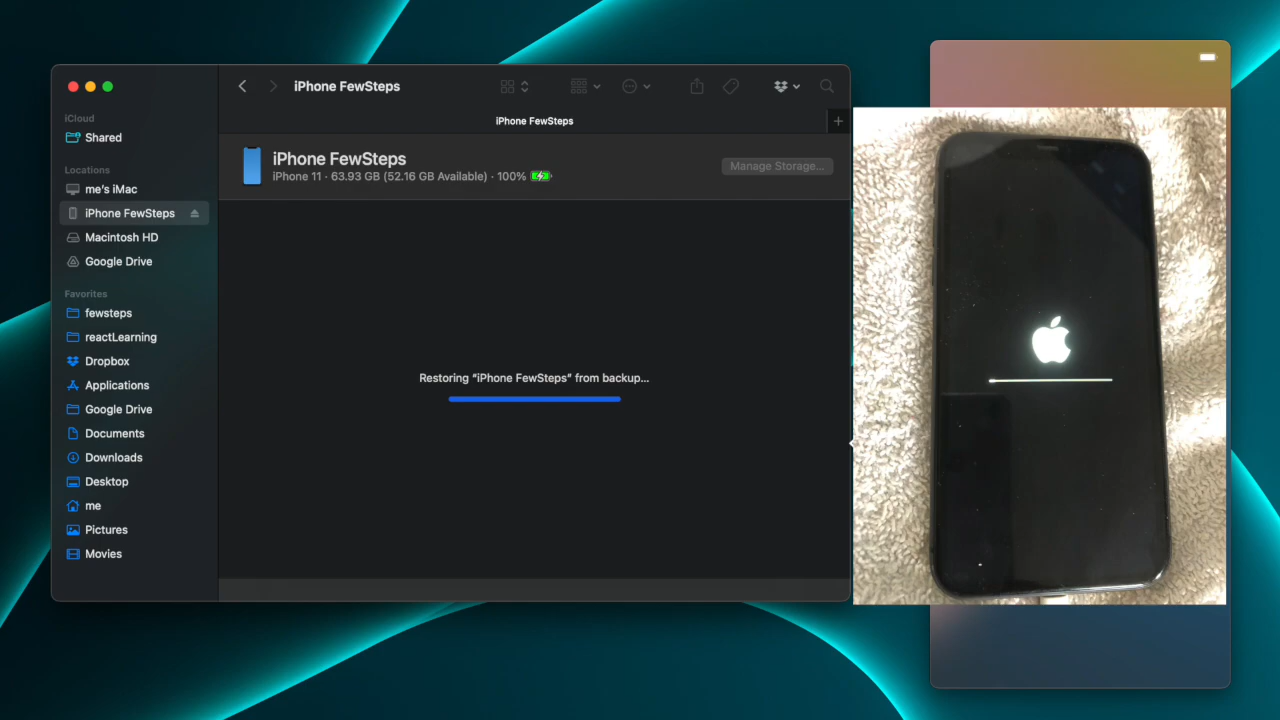 iPhone FewSteps
iPhone FewSteps
iCloud
Shared
Locations
me's iMac
iPhone FewSteps
Macintosh HD
Google Drive
Favorites
fewsteps
reactLearning
Dropbox
Applications
Google Drive
Documents
Downloads
Desktop
me
Pictures
Movies
iPhone FewSteps
iPhone 11 · 63.93 GB (52.16 GB Available) · 100%
Manage Storage...
Restoring “iPhone FewSteps” from backup...